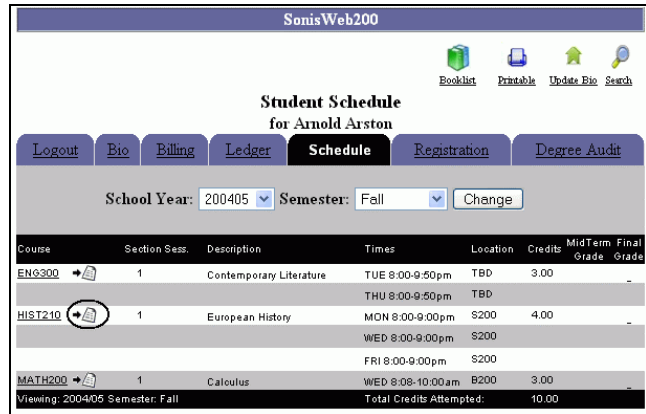 SonisWeb200
Booklist Printable Update Bio Search
Student Schedule
for Arnold Arston
Logout Bio Billing Ledger Schedule Registration Degree Audit
School Year: 200405 Semester: Fall Change
Course Section Sess. Description Times Location Credits MidTerm Grade Final Grade
ENG300 1 Contemporary Literature TUE 8:00-9:50pm TBD 3.00 _
THU 8:00-9:50pm TBD
HIST210 1 European History MON 8:00-9:00pm S200 4.00 _
WED 8:00-9:00pm S200
FRI 8:00-9:00pm S200
MATH200 1 Calculus WED 8:08-10:00am B200 3.00 _
Viewing: 2004/05 Semester: Fall Total Credits Attempted: 10.00